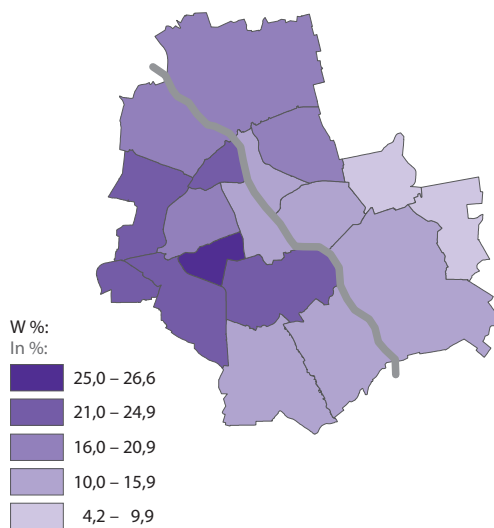 W %:
In %:
25,0 – 26,6
21,0 – 24,9
16,0 – 20,9
10,0 – 15,9
4,2 – 9,9